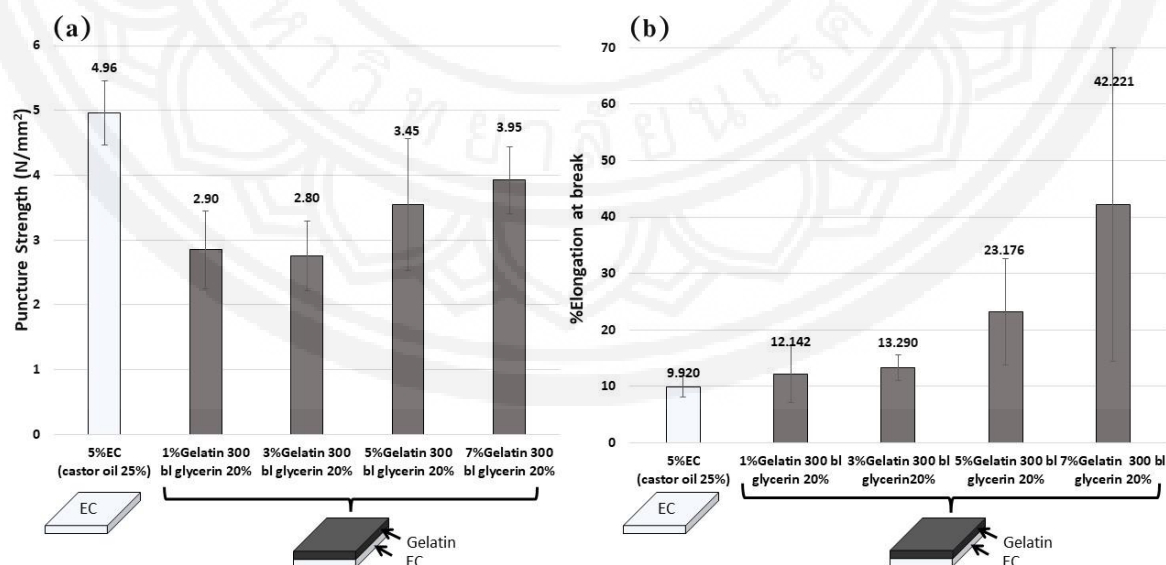 (a)
Puncture Strength (N/mm²)
6
5
4
3
2
1
0
4.96
2.90
2.80
3.45
3.95
5%EC
(castor oil 25%)
1%Gelatin 300
bl glycerin 20%
3%Gelatin 300
bl glycerin 20%
5%Gelatin 300
bl glycerin 20%
7%Gelatin 300
bl glycerin 20%
EC
Gelatin
EC
(b)
%Elongation at break
70
60
50
40
30
20
10
0
9.920
12.142
13.290
23.176
42.221
5%EC
(castor oil 25%)
1%Gelatin 300 bl
glycerin 20%
3%Gelatin 300 bl
glycerin20%
5%Gelatin 300 bl
glycerin 20%
7%Gelatin 300 bl
glycerin 20%
EC
Gelatin
EC